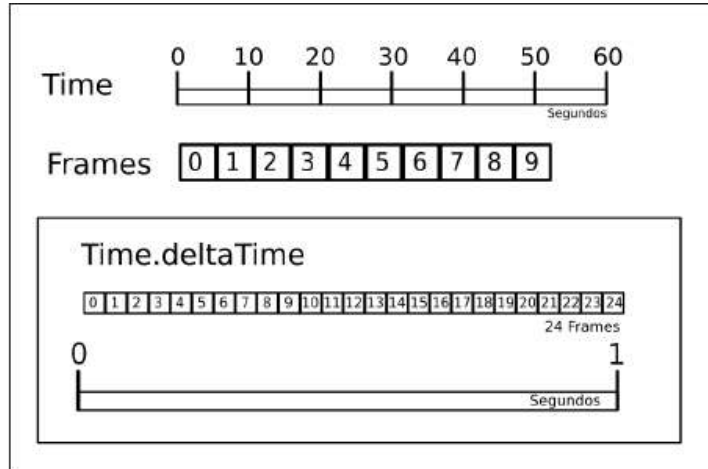 0 10 20 30 40 50 60
Time
Segundos
Frames 0 1 2 3 4 5 6 7 8 9
Time.deltaTime
0 1 2 3 4 5 6 7 8 9 10 11 12 13 14 15 16 17 18 19 20 21 22 23 24
24 Frames
0 1
Segundos